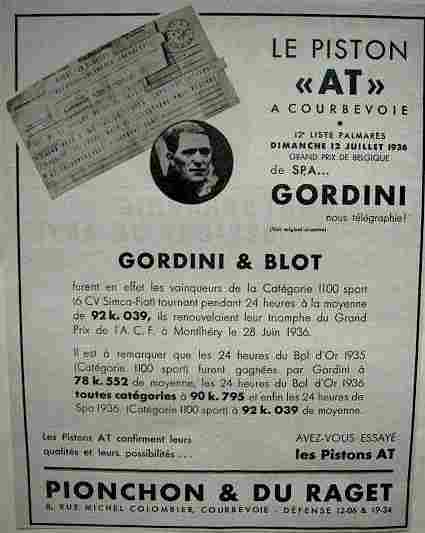 LE PISTON
«AT»
A COURBEVOIE
12e LISTE PALMARÈS
DIMANCHE 12 JUILLET 1936
GRAND PRIX DE BELGIQUE
de SPA...
GORDINI
nous télégraphie!
(Voir original ci-contre)
GORDINI & BLOT
furent en effet les vainqueurs de la Catégorie 1100 sport
(6 CV Simca-Fiat) tournant pendant 24 heures à la moyenne
de 92 k. 039, ils renouvelaient leur triomphe du Grand
Prix de l'A. C. F. à Montlhéry le 28 Juin 1936.
Il est à remarquer que les 24 heures du Bol d'Or 1935
(Catégorie 1100 sport) furent gagnées par Gordini à
78 k. 552 de moyenne, les 24 heures du Bol d'Or 1936
toutes catégories à 90 k. 795 et enfin les 24 heures de
Spa 1936 (Catégorie 1100 sport) à 92 k. 039 de moyenne.
Les Pistons AT confirment leurs
qualités et leurs possibilités...
AVEZ-VOUS ESSAYÉ
les Pistons AT
PIONCHON & DU RAGET
8, RUE MICHEL COLOMBIER, COURBEVOIE - DÉFENSE 12-06 & 19-34